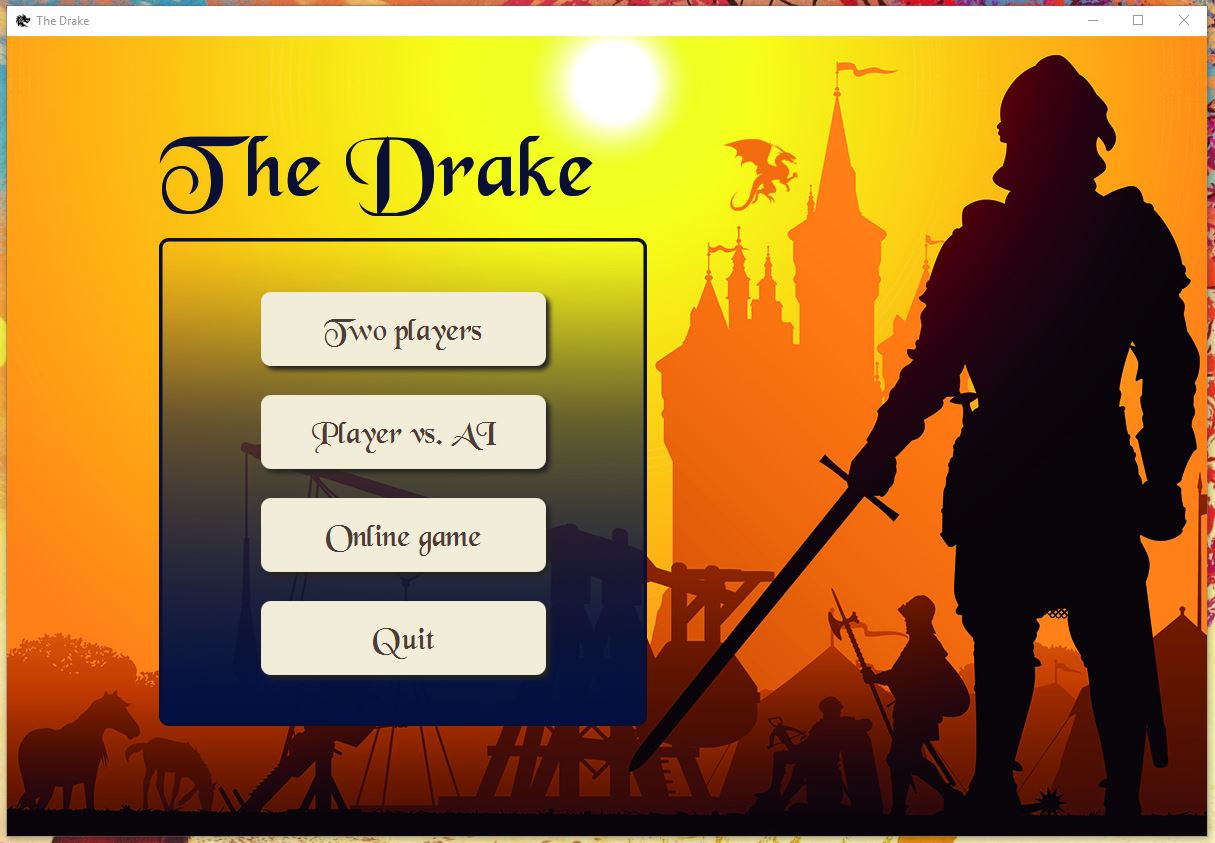 The Drake
The Drake
Two players
Player vs. AI
Online game
Quit